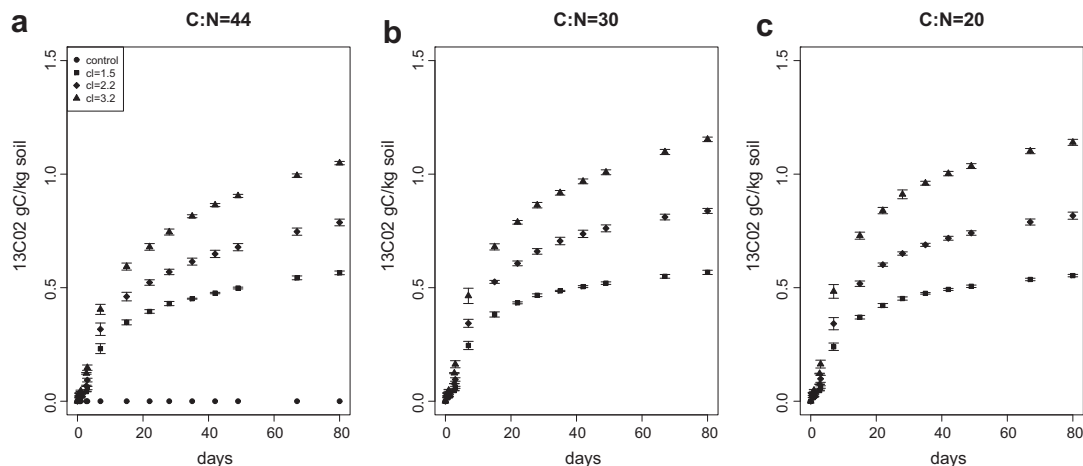 a
C:N=44
b
C:N=30
c
C:N=20
13C02 gC/kg soil
1.5
1.0
0.5
0.0
control
cl=1.5
cl=2.2
cl=3.2
0 20 40 60 80
days
13C02 gC/kg soil
1.5
1.0
0.5
0.0
0 20 40 60 80
days
13C02 gC/kg soil
1.5
1.0
0.5
0.0
0 20 40 60 80
days